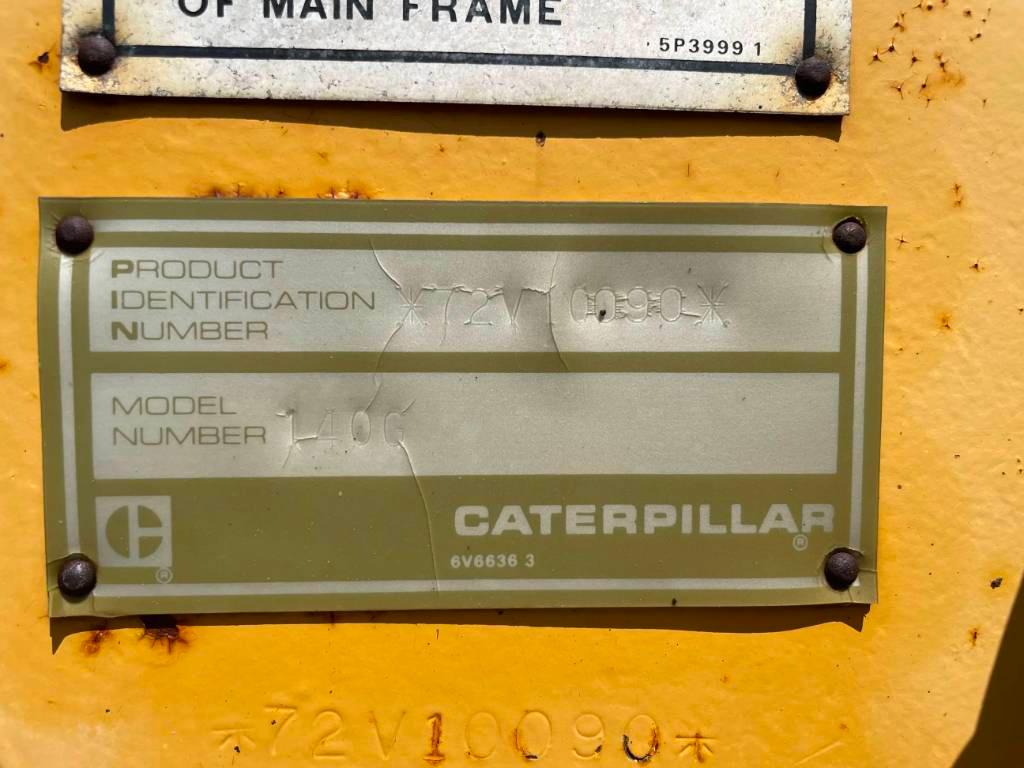 OF MAIN FRAME
5P3999 1
PRODUCT
IDENTIFICATION
NUMBER
*72V10090*
MODEL
NUMBER
140G
CATERPILLAR
®
C
®
6V6636 3
*72V10090*